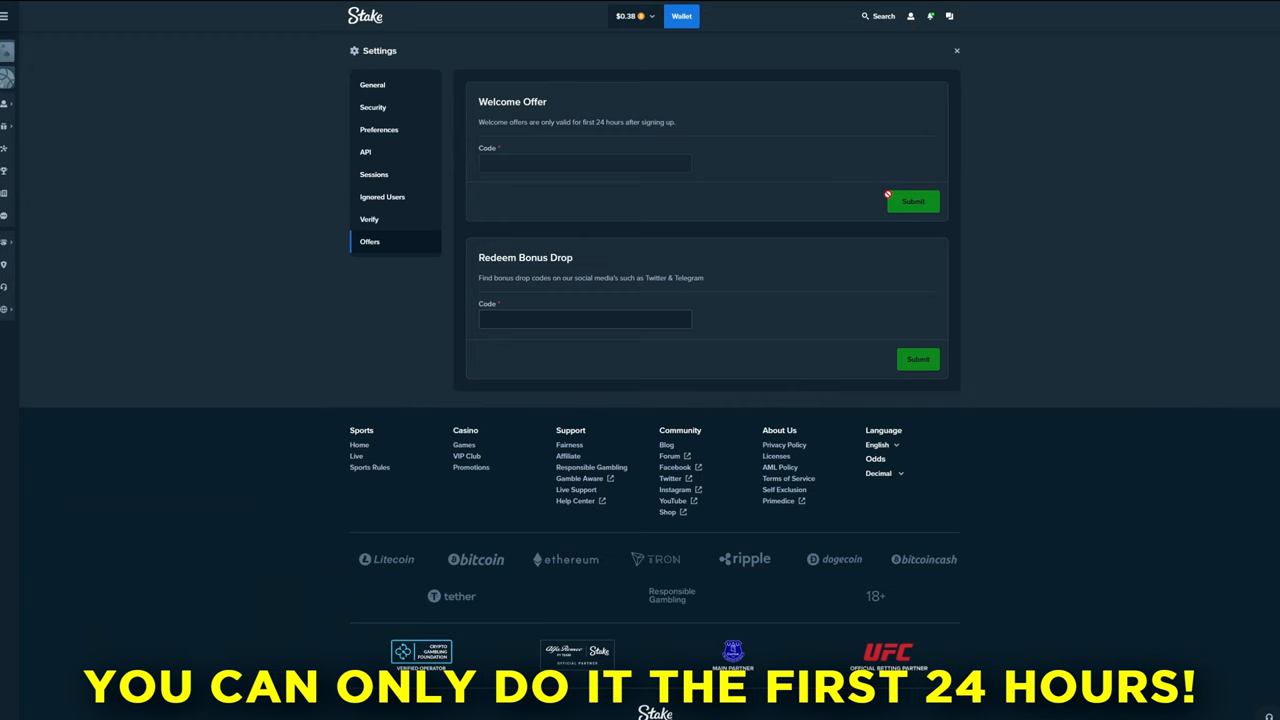 Stake
$0.38
Wallet
Search
Settings
General
Security
Preferences
API
Sessions
Ignored Users
Verify
Offers
Welcome Offer
Welcome offers are only valid for first 24 hours after signing up.
Code *
Submit
Redeem Bonus Drop
Find bonus drop codes on our social media's such as Twitter & Telegram
Code *
Submit
Sports
Home
Live
Sports Rules
Casino
Games
VIP Club
Promotions
Support
Fairness
Affiliate
Responsible Gambling
Gamble Aware
Live Support
Help Center
Community
Blog
Forum
Facebook
Twitter
Instagram
YouTube
Shop
About Us
Privacy Policy
Licenses
AML Policy
Terms of Service
Self Exclusion
Primedice
Language
English
Odds
Decimal
Litecoin
bitcoin
ethereum
TRON
ripple
dogecoin
bitcoincash
tether
Responsible
Gambling
18+
CRYPTO
GAMBLING
FOUNDATION
VERIFIED OPERATOR
Alfa Romeo
F1 TEAM
Stake
OFFICIAL PARTNER
MAIN PARTNER
UFC
OFFICIAL BETTING PARTNER
YOU CAN ONLY DO IT THE FIRST 24 HOURS!
Stake